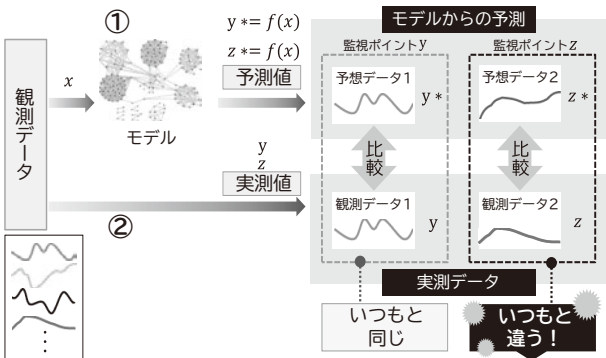 ①
y *= f(x)
z *= f(x)
予測値
x
観測データ
モデル
y
z
実測値
②
⋮
モデルからの予測
監視ポイントy
監視ポイントz
予想データ1
y *
予想データ2
z *
比較
比較
観測データ1
y
観測データ2
z
実測データ
いつもと
同じ
いつもと
違う！